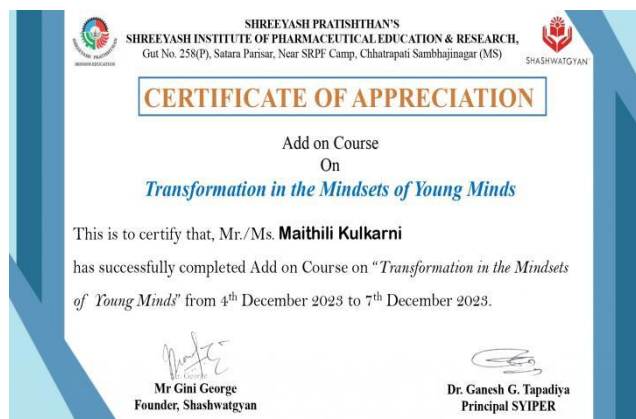 SHREEYASH PRATISHTHAN'S
SHREEYASH INSTITUTE OF PHARMACEUTICAL EDUCATION & RESEARCH,
Gut No. 258(P), Satara Parisar, Near SRPF Camp, Chhatrapati Sambhajinagar (MS)
SHASHWATGYAN
CERTIFICATE OF APPRECIATION
Add on Course
On
Transformation in the Mindsets of Young Minds
This is to certify that, Mr./Ms. Maithili Kulkarni
has successfully completed Add on Course on "Transformation in the Mindsets
of Young Minds" from 4th December 2023 to 7th December 2023.
Mr Gini George
Founder, Shashwatgyan
Dr. Ganesh G. Tapadiya
Principal SYIPER